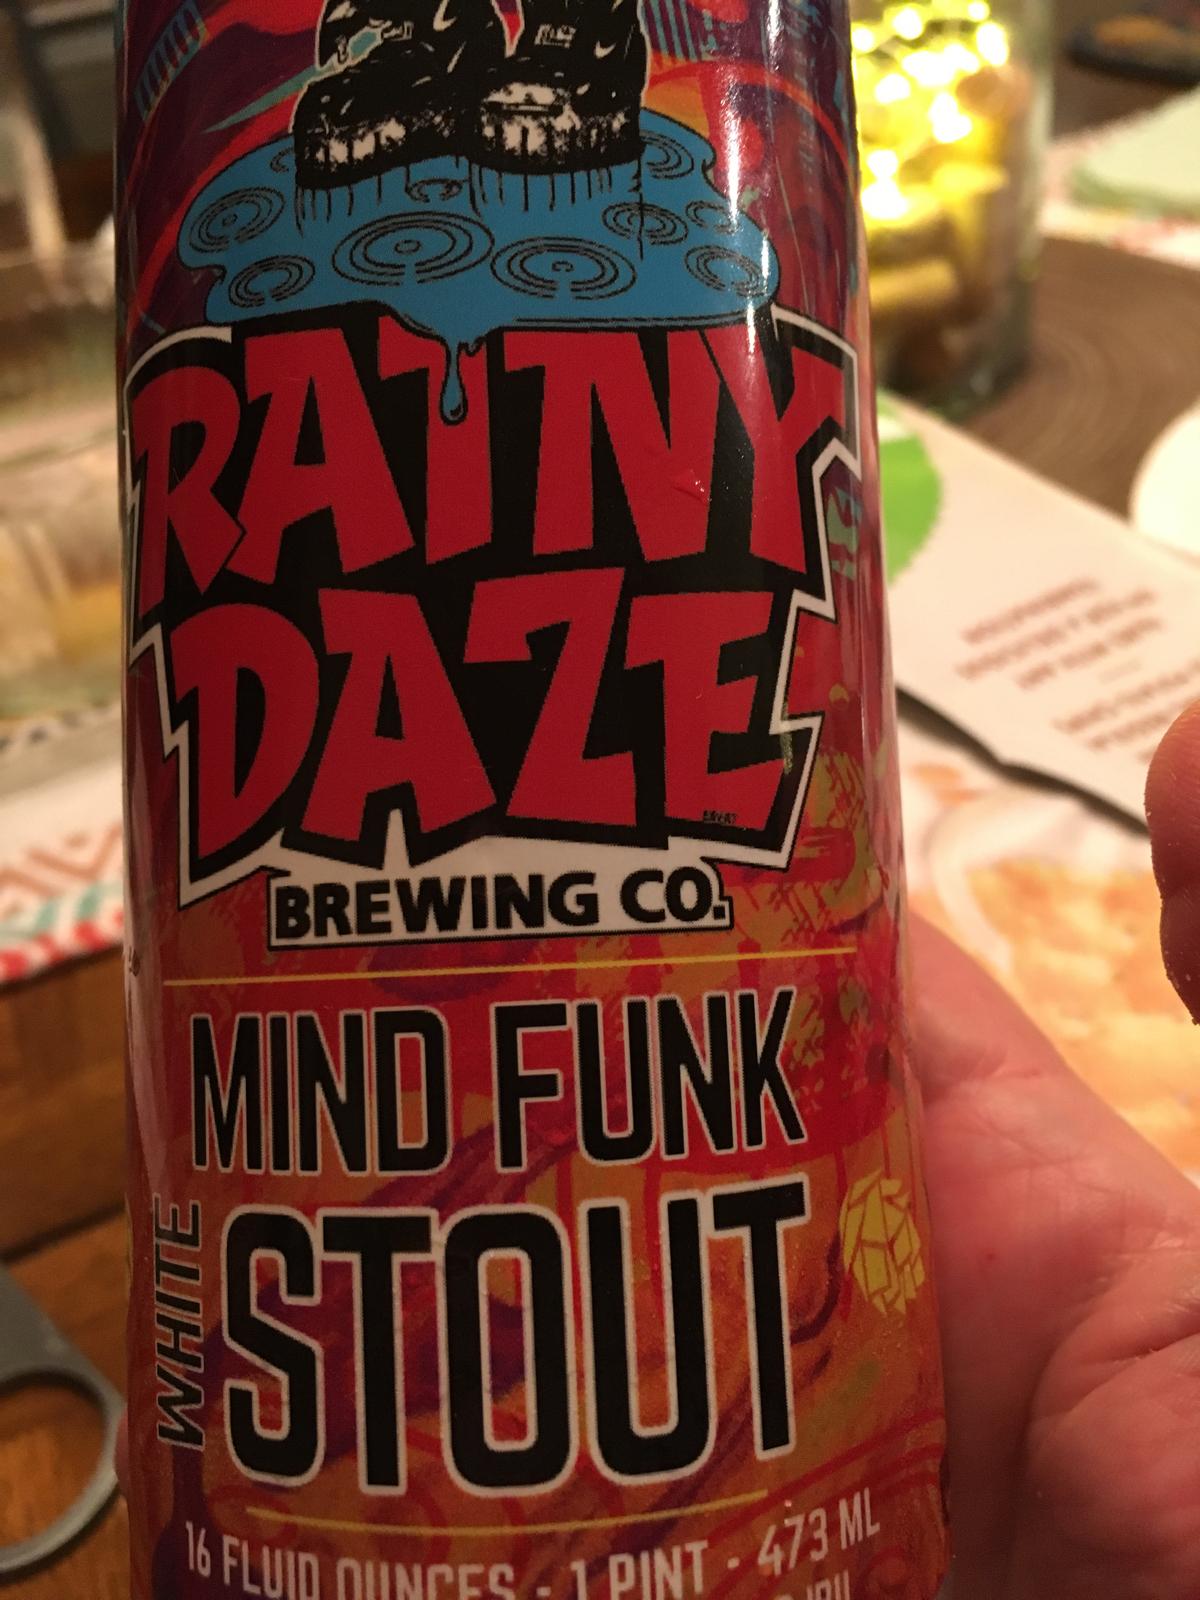 RAINY
DAZE
BREWING CO.
MIND FUNK
WHITE
STOUT
16 FLUID OUNCES - 1 PINT - 473 ML